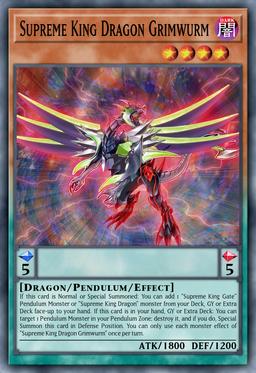 SUPREME KING DRAGON GRIMWURM
DARK
闇
5
5
[DRAGON/PENDULUM/EFFECT]
If this card is Normal or Special Summoned: You can add 1 "Supreme King Gate"
Pendulum Monster or "Supreme King Dragon" monster from your Deck, GY or Extra
Deck face-up to your hand. If this card is in your hand, GY or Extra Deck: You can
target 1 Pendulum Monster in your Pendulum Zone: destroy it, and if you do, Special
Summon this card in Defense Position. You can only use each monster effect of
"Supreme King Dragon Grimwurm" once per turn.
ATK/1800 DEF/1200